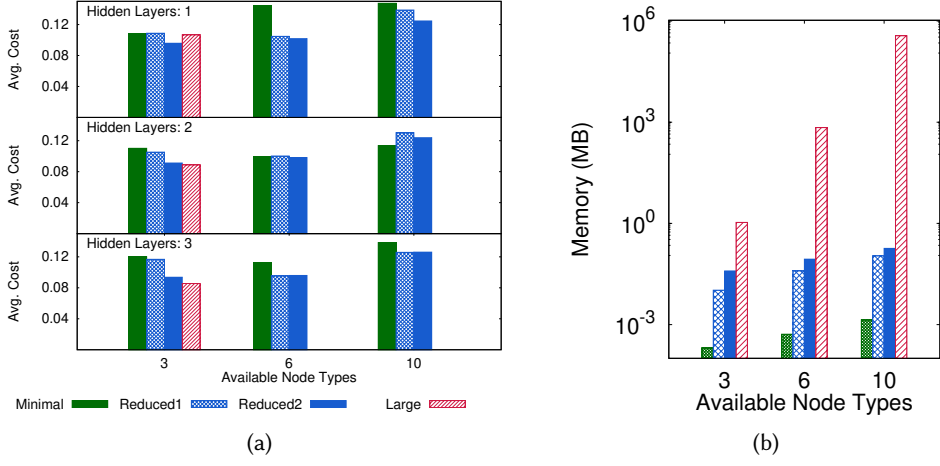 Hidden Layers: 1
Avg. Cost
0.12
0.08
0.04
Hidden Layers: 2
Avg. Cost
0.12
0.08
0.04
Hidden Layers: 3
Avg. Cost
0.12
0.08
0.04
3 6 10
Available Node Types
Minimal Reduced1 Reduced2 Large
(a)
Memory (MB)
10^6
10^3
10^0
10^-3
3 6 10
Available Node Types
(b)